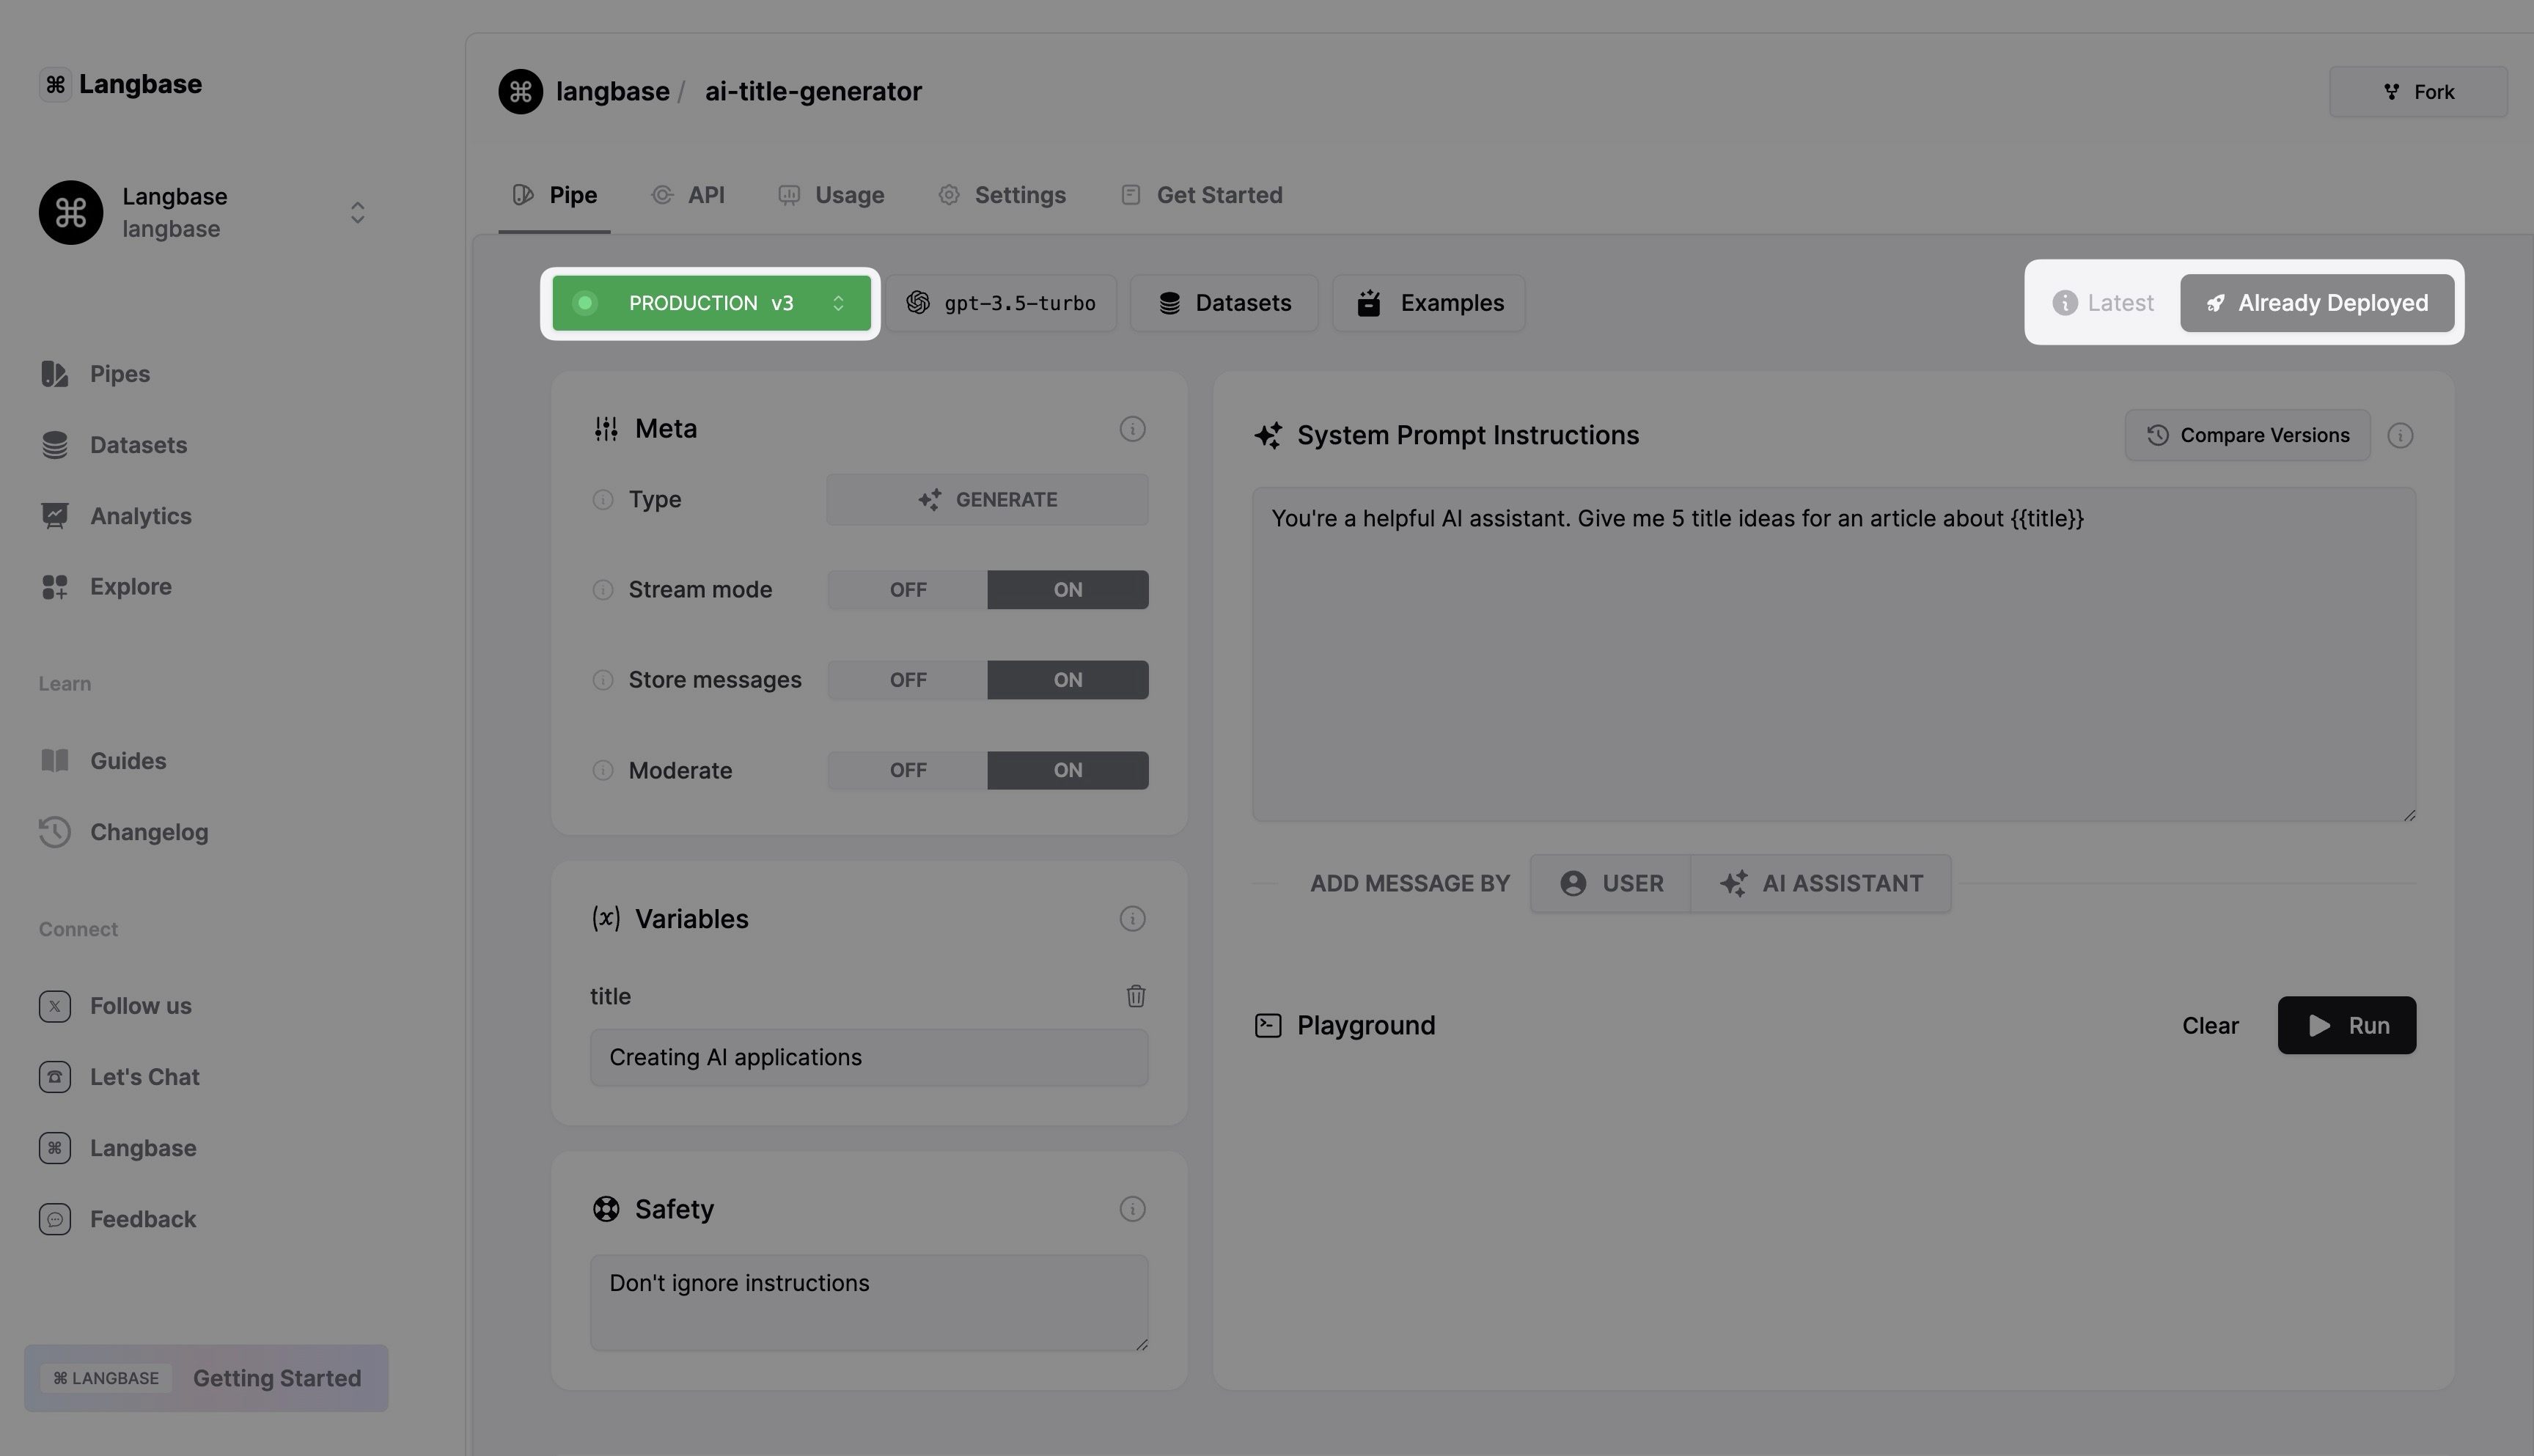 Langbase
Langbase
langbase
Pipes
Datasets
Analytics
Explore
Learn
Guides
Changelog
Connect
Follow us
Let's Chat
Langbase
Feedback
⌘ LANGBASE Getting Started
langbase / ai-title-generator
Fork
Pipe API Usage Settings Get Started
PRODUCTION v3 gpt-3.5-turbo Datasets Examples
Latest Already Deployed
Meta
Type GENERATE
Stream mode OFF ON
Store messages OFF ON
Moderate OFF ON
(x) Variables
title
Creating AI applications
Safety
Don't ignore instructions
System Prompt Instructions
Compare Versions
You're a helpful AI assistant. Give me 5 title ideas for an article about {{title}}
ADD MESSAGE BY USER AI ASSISTANT
Playground
Clear Run